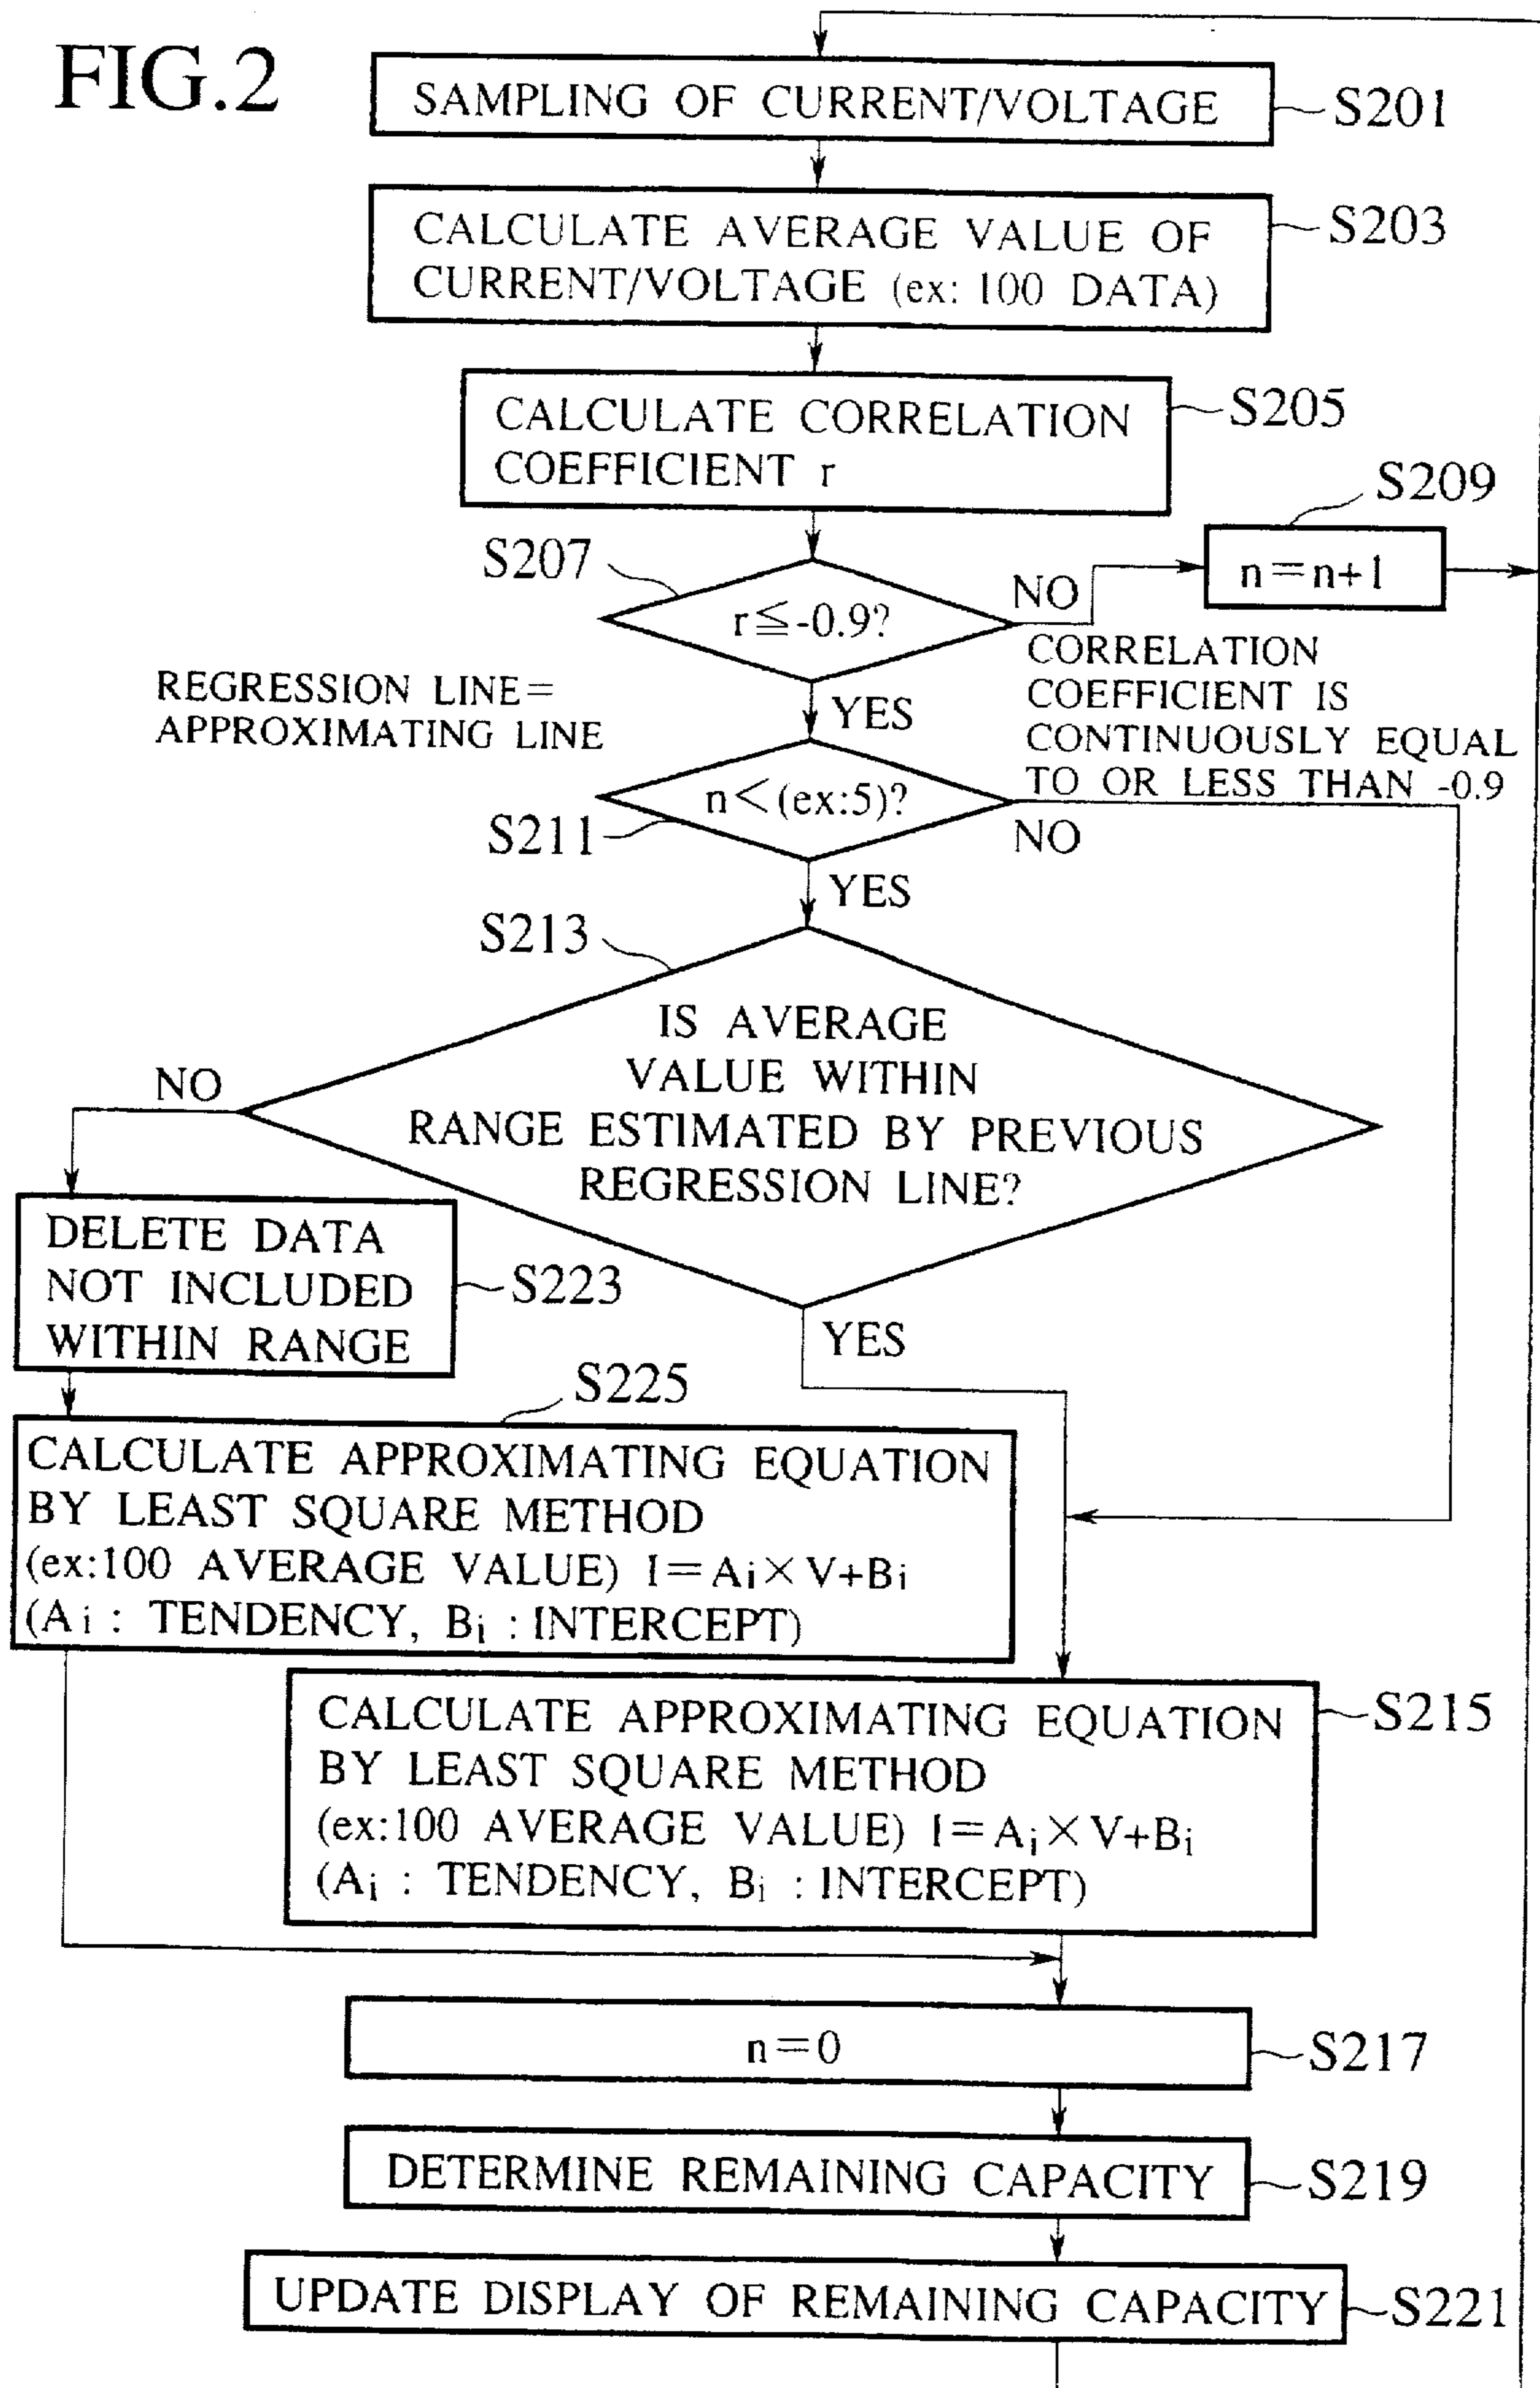 FIG.2
SAMPLING OF CURRENT/VOLTAGE
S201
CALCULATE AVERAGE VALUE OF
CURRENT/VOLTAGE (ex: 100 DATA)
S203
CALCULATE CORRELATION
COEFFICIENT r
S205
S209
n=n+1
S207
r≦-0.9?
NO
CORRELATION
COEFFICIENT IS
CONTINUOUSLY EQUAL
TO OR LESS THAN -0.9
REGRESSION LINE=
APPROXIMATING LINE
YES
n<(ex:5)?
S211
NO
YES
S213
IS AVERAGE
VALUE WITHIN
RANGE ESTIMATED BY PREVIOUS
REGRESSION LINE?
NO
DELETE DATA
NOT INCLUDED
WITHIN RANGE
S223
YES
S225
CALCULATE APPROXIMATING EQUATION
BY LEAST SQUARE METHOD
(ex:100 AVERAGE VALUE) I=Ai×V+Bi
(Ai : TENDENCY, Bi : INTERCEPT)
CALCULATE APPROXIMATING EQUATION
BY LEAST SQUARE METHOD
(ex:100 AVERAGE VALUE) I=Ai×V+Bi
(Ai : TENDENCY, Bi : INTERCEPT)
S215
n=0
S217
DETERMINE REMAINING CAPACITY
S219
UPDATE DISPLAY OF REMAINING CAPACITY
S221